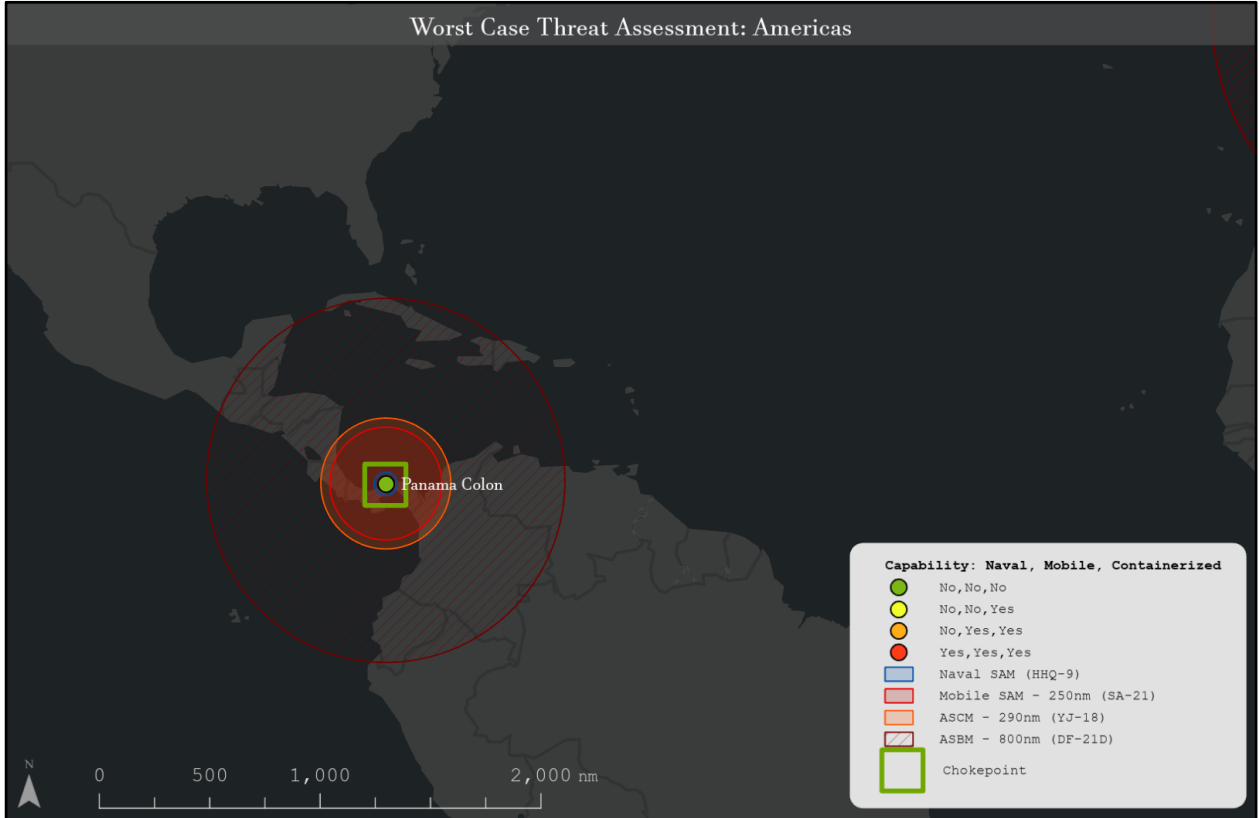 Worst Case Threat Assessment: Americas
Panama Colon
Capability: Naval, Mobile, Containerized
No,No,No
No,No,Yes
No,Yes,Yes
Yes,Yes,Yes
Naval SAM (HHQ-9)
Mobile SAM - 250nm (SA-21)
ASCM - 290nm (YJ-18)
ASBM - 800nm (DF-21D)
Chokepoint
N
0 500 1,000 2,000 nm